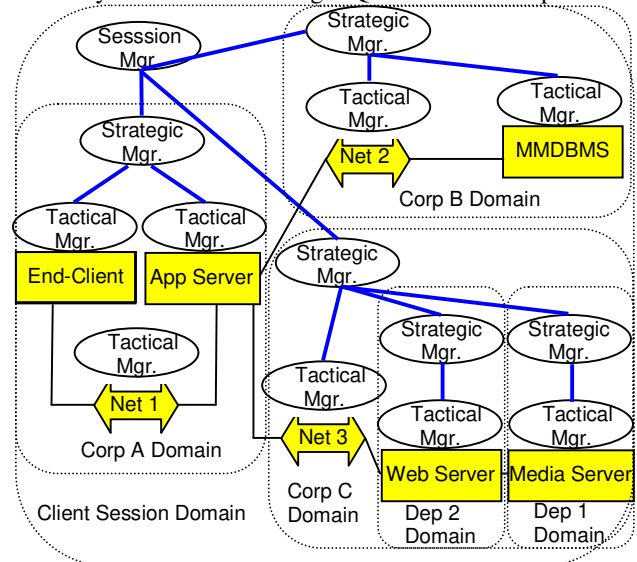 Sesssion
Mgr.
Strategic
Mgr.
Tactical
Mgr.
Tactical
Mgr.
MMDBMS
Net 2
Corp B Domain
Strategic
Mgr.
Tactical
Mgr.
Tactical
Mgr.
End-Client
App Server
Tactical
Mgr.
Net 1
Corp A Domain
Strategic
Mgr.
Strategic
Mgr.
Strategic
Mgr.
Tactical
Mgr.
Tactical
Mgr.
Tactical
Mgr.
Net 3
Web Server
Media Server
Corp C
Domain
Dep 2
Domain
Dep 1
Domain
Client Session Domain